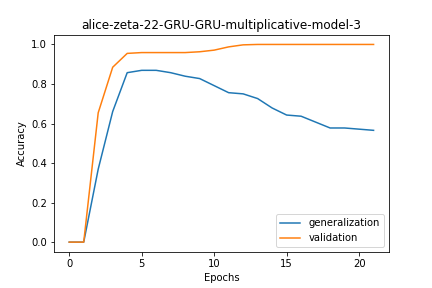 alice-zeta-22-GRU-GRU-multiplicative-model-3
1.0
0.8
0.6
0.4
0.2
0.0
Accuracy
generalization
validation
0 5 10 15 20
Epochs